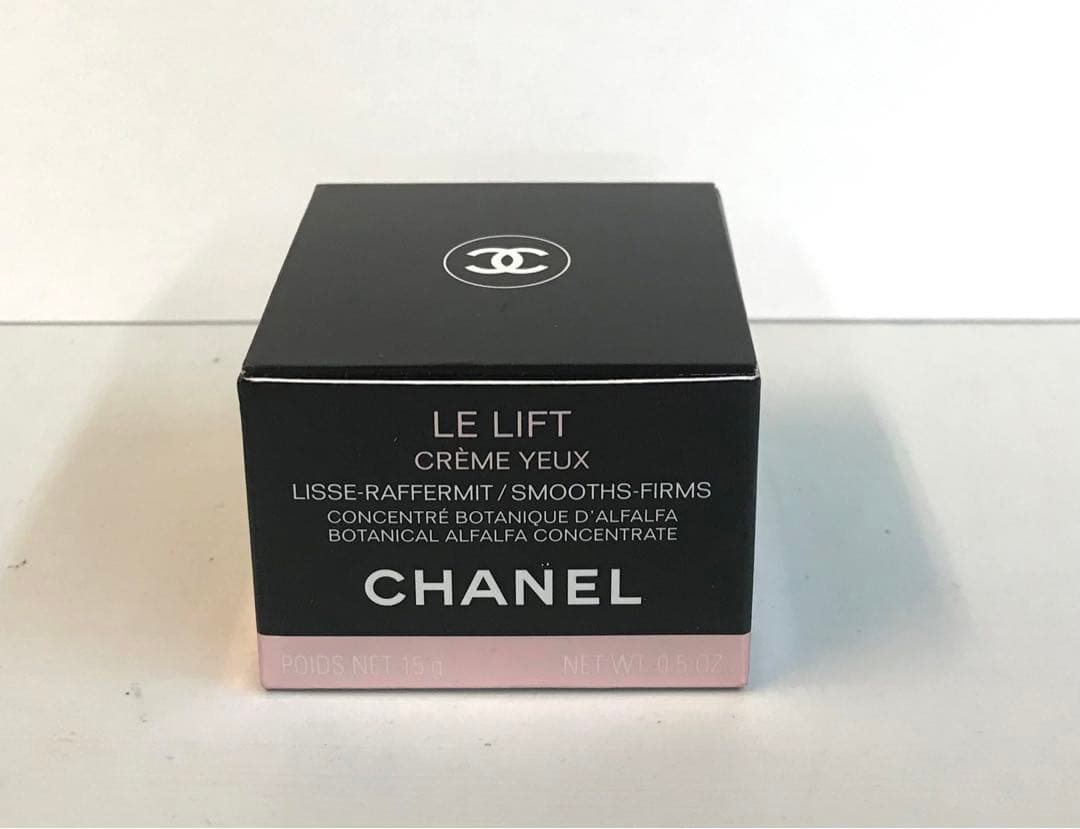 LE LIFT
CRÈME YEUX
LISSE-RAFFERMIT / SMOOTHS-FIRMS
CONCENTRÉ BOTANIQUE D'ALFALFA
BOTANICAL ALFALFA CONCENTRATE
CHANEL
POIDS NET 15 g NET WT. 0.5 OZ